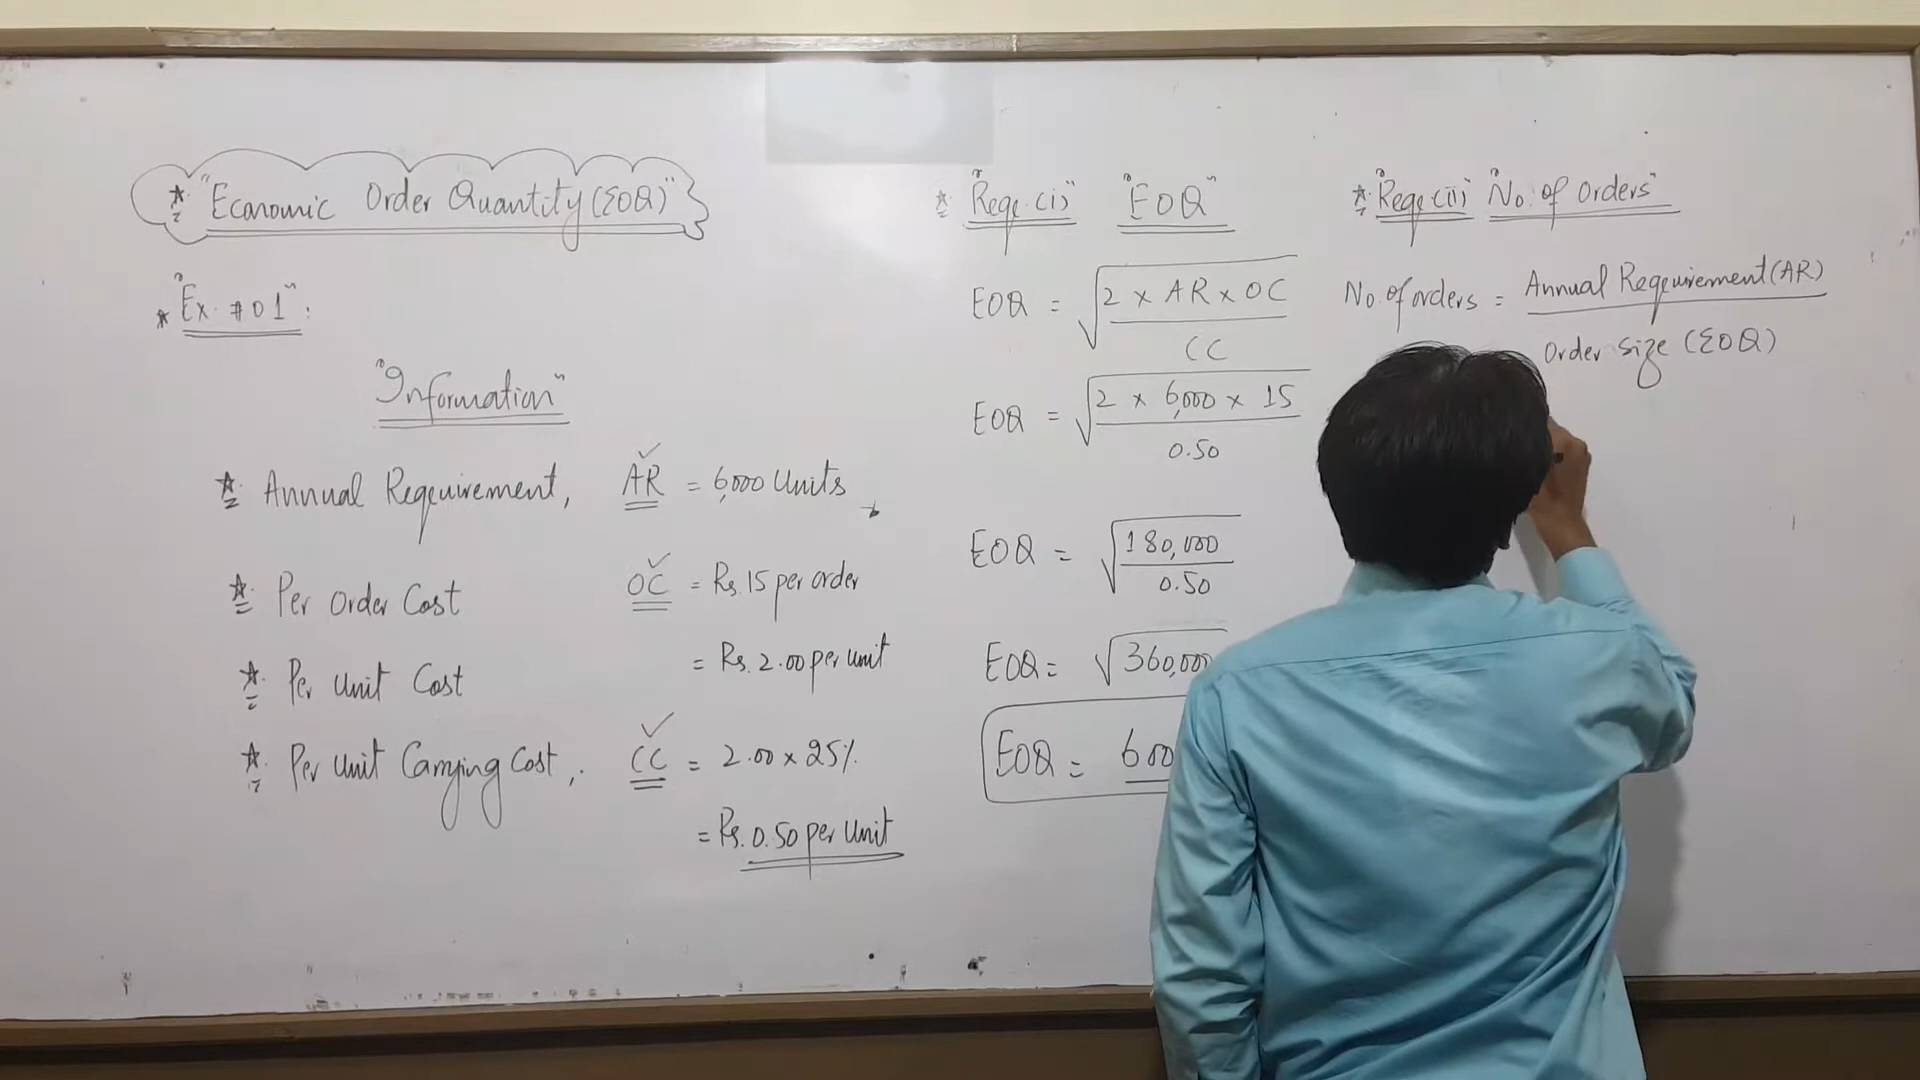 * "Economic Order Quantity (EOQ)"
* "Ex. #01":
"Information"
* Annual Requirement, AR = 6,000 Units
* Per Order Cost OC = Rs. 15 per order
* Per Unit Cost = Rs. 2.00 per unit
* Per Unit Carrying Cost, CC = 2.00 × 25%
= Rs. 0.50 per Unit
* "Reqe.(i)" "EOQ"
EOQ = √2 × AR × OC
CC
EOQ = √2 × 6,000 × 15
0.50
EOQ = √180,000
0.50
EOQ = √360,000
EOQ = 600
* "Reqe.(ii) "No. of Orders"
No. of orders = Annual Reqeuirement (AR)
Order Size (EOQ)